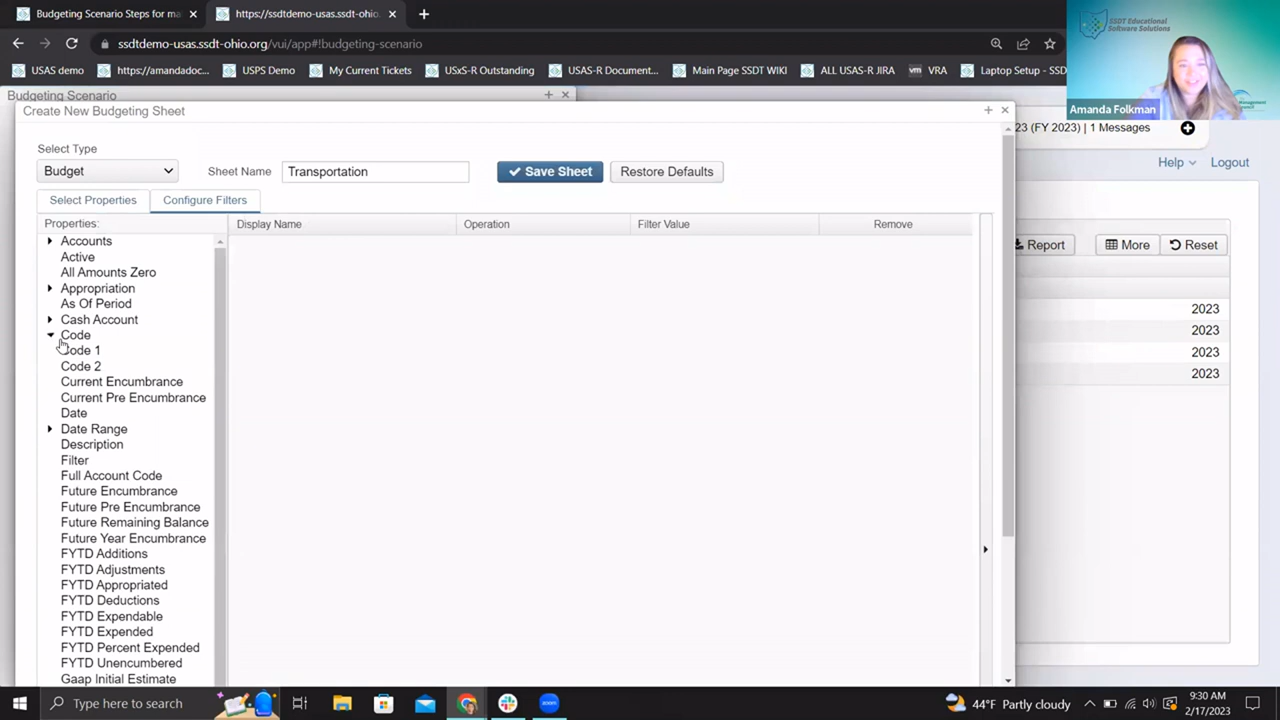 Budgeting Scenario Steps for ma
https://ssdtdemo-usas.ssdt-ohio.
ssdtdemo-usas.ssdt-ohio.org/vui/app#!budgeting-scenario
USAS demo
https://amandadoc...
USPS Demo
My Current Tickets
USxS-R Outstanding
USAS-R Document...
Main Page SSDT WIKI
ALL USAS-R JIRA
vm VRA
Laptop Setup - SSD
SSDT Educational
Software Solutions
Management
Council
Amanda Folkman
Budgeting Scenario
Create New Budgeting Sheet
23 (FY 2023) | 1 Messages
Help
Logout
Select Type
Budget
Sheet Name
Transportation
Save Sheet
Restore Defaults
Select Properties
Configure Filters
Properties:
Display Name
Operation
Filter Value
Remove
Report
More
Reset
2023
2023
2023
2023
Accounts
Active
All Amounts Zero
Appropriation
As Of Period
Cash Account
Code
Code 1
Code 2
Current Encumbrance
Current Pre Encumbrance
Date
Date Range
Description
Filter
Full Account Code
Future Encumbrance
Future Pre Encumbrance
Future Remaining Balance
Future Year Encumbrance
FYTD Additions
FYTD Adjustments
FYTD Appropriated
FYTD Deductions
FYTD Expendable
FYTD Expended
FYTD Percent Expended
FYTD Unencumbered
Gaap Initial Estimate
Type here to search
44°F Partly cloudy
9:30 AM
2/17/2023